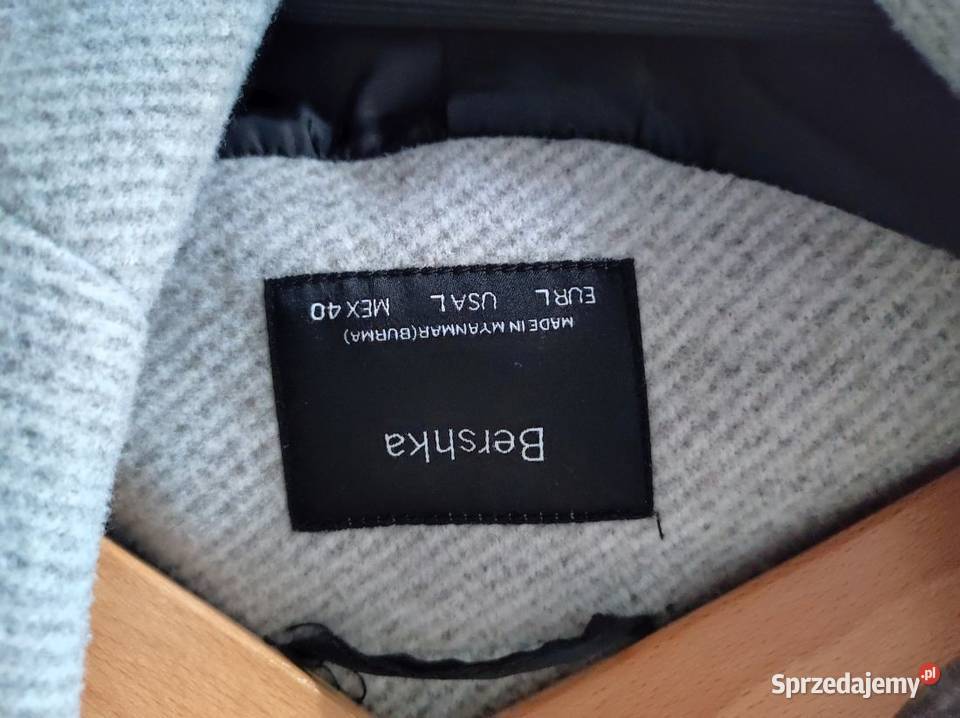 Bershka
MADE IN MYANMAR(BURMA)
EUR L USA L MEX 40
Sprzedajemy.pl